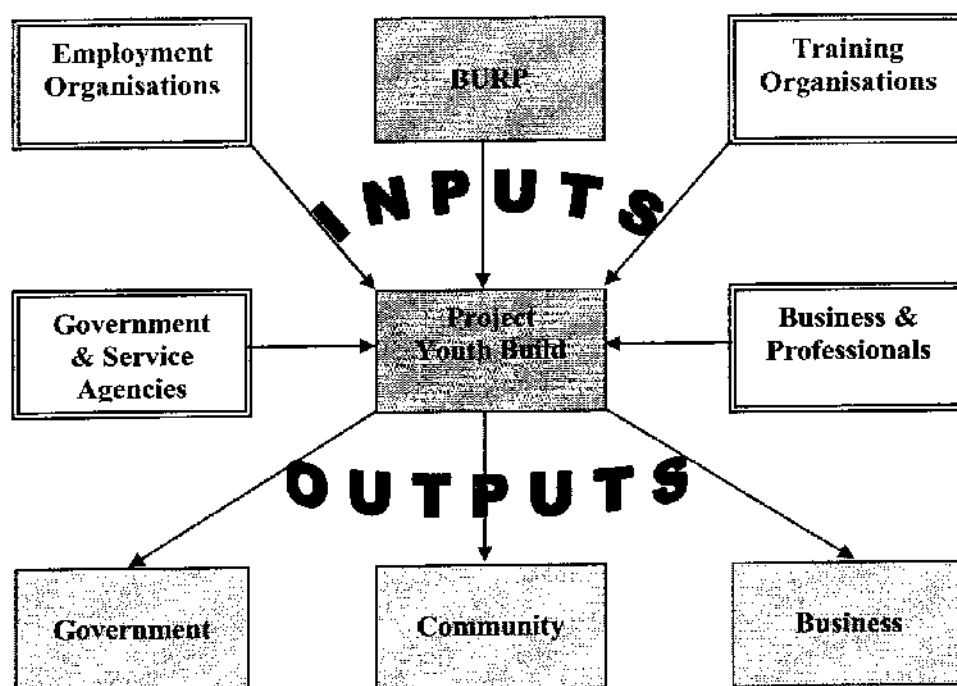 Employment
Organisations
BURP
Training
Organisations
INPUTS
Government
& Service
Agencies
Project
Youth Build
Business &
Professionals
OUTPUTS
Government
Community
Business